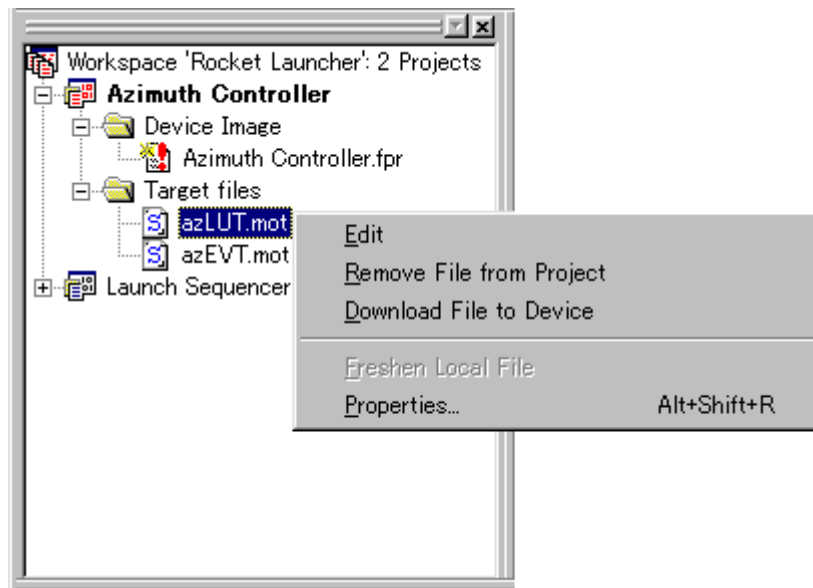 Workspace 'Rocket Launcher': 2 Projects
Azimuth Controller
Device Image
Azimuth Controller.fpr
Target files
azLUT.mot
azEVT.mot
Launch Sequencer
Edit
Remove File from Project
Download File to Device
Freshen Local File
Properties... Alt+Shift+R